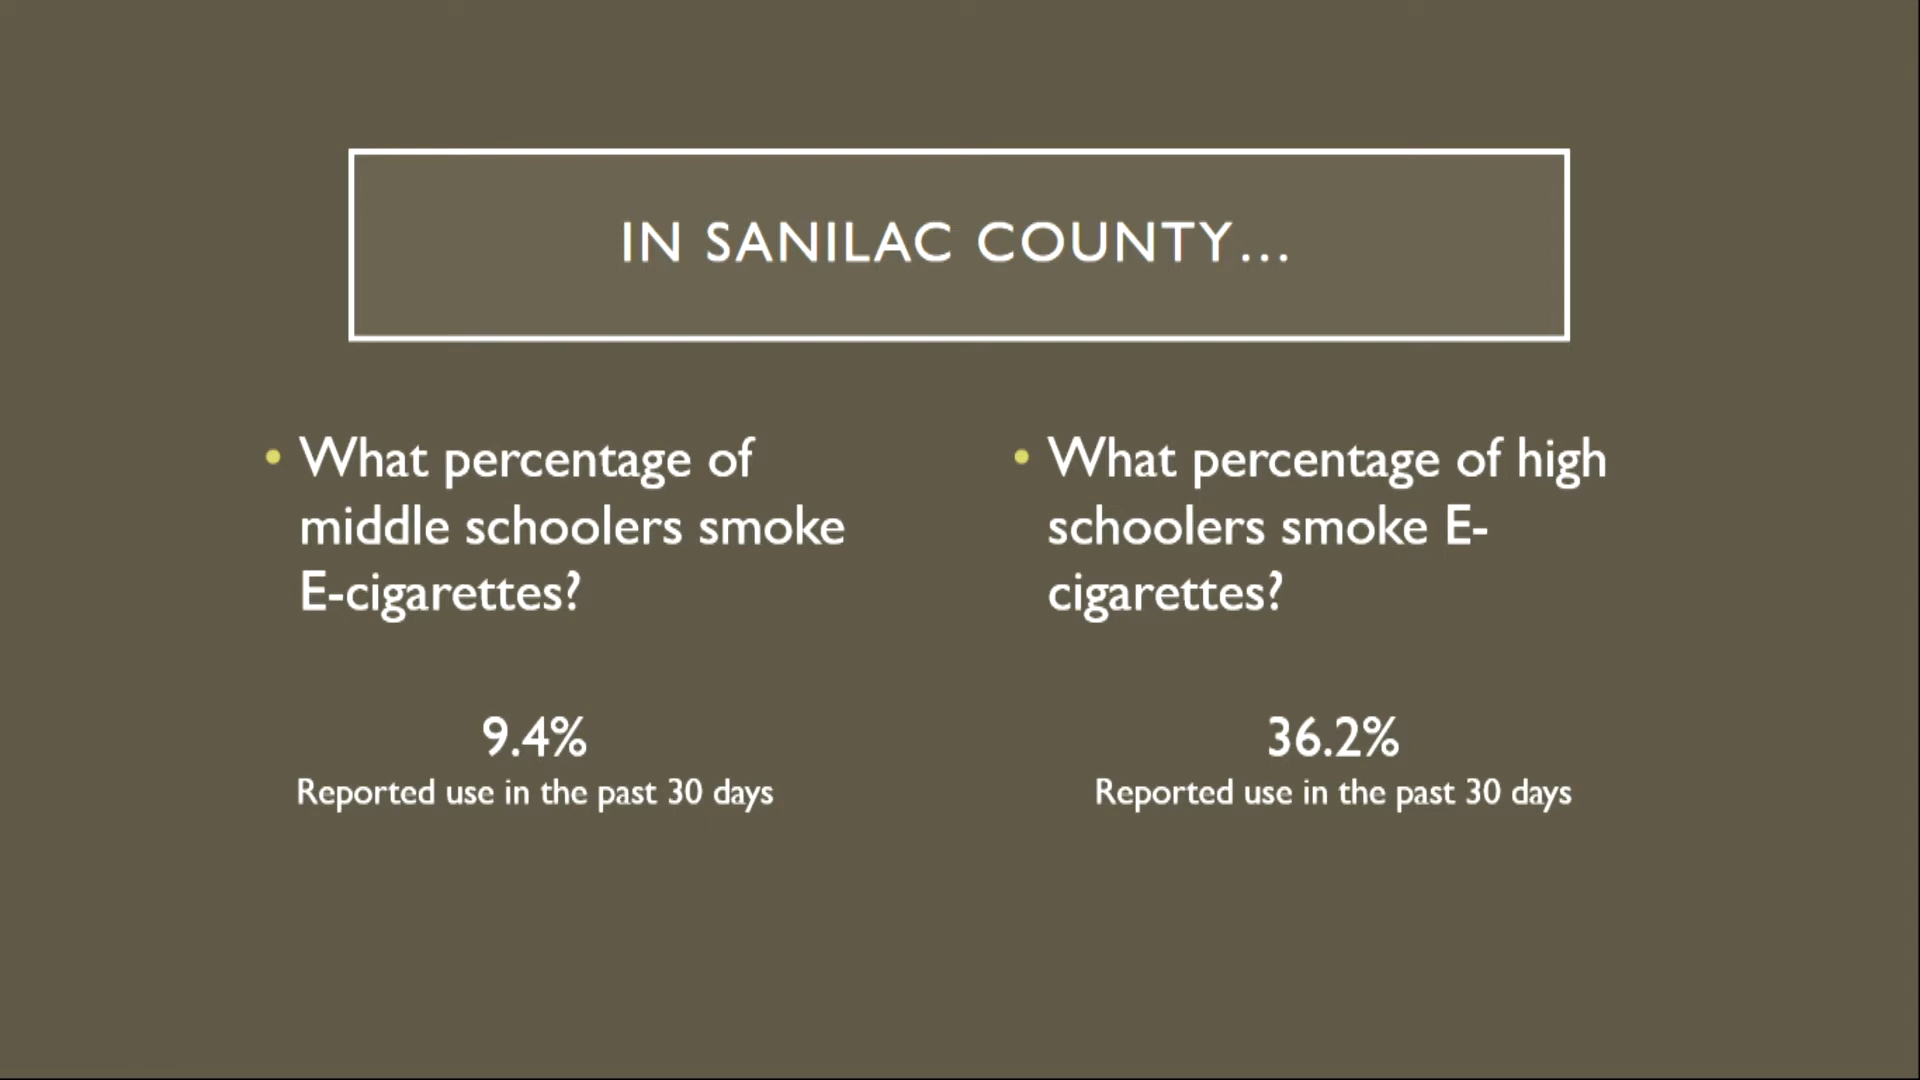 IN SANILAC COUNTY...
• What percentage of
middle schoolers smoke
E-cigarettes?
9.4%
Reported use in the past 30 days
• What percentage of high
schoolers smoke E-
cigarettes?
36.2%
Reported use in the past 30 days